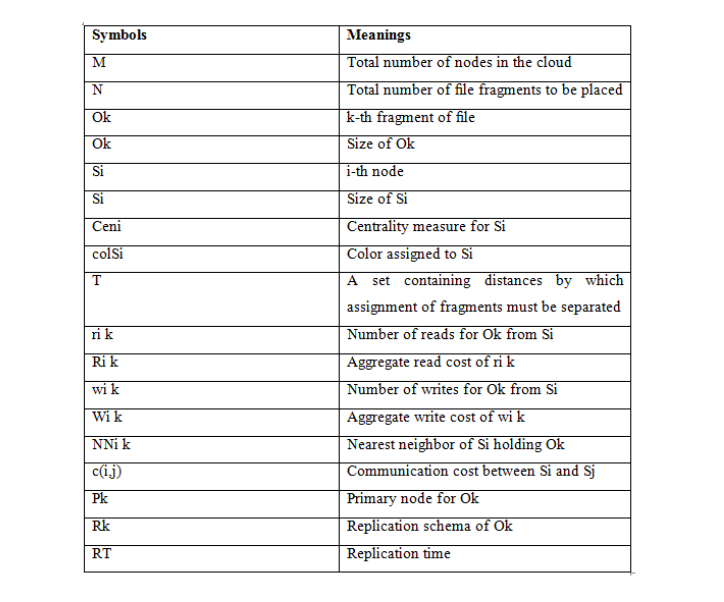 Symbols Meanings
M Total number of nodes in the cloud
N Total number of file fragments to be placed
Ok k-th fragment of file
Ok Size of Ok
Si i-th node
Si Size of Si
Ceni Centrality measure for Si
colSi Color assigned to Si
T A set containing distances by which
assignment of fragments must be separated
ri k Number of reads for Ok from Si
Ri k Aggregate read cost of ri k
wi k Number of writes for Ok from Si
Wi k Aggregate write cost of wi k
NNi k Nearest neighbor of Si holding Ok
c(i,j) Communication cost between Si and Sj
Pk Primary node for Ok
Rk Replication schema of Ok
RT Replication time